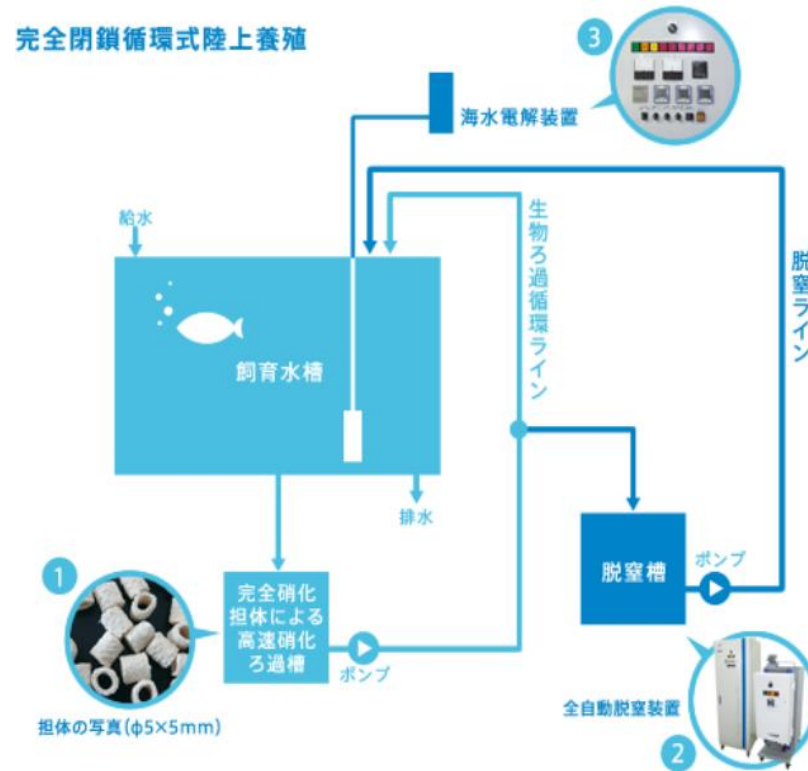 完全閉鎖循環式陸上養殖
3
海水電解装置
給水
生物ろ過循環ライン
脱窒ライン
飼育水槽
排水
1
完全硝化
担体による
高速硝化
ろ過槽
ポンプ
脱窒槽
ポンプ
担体の写真(φ5×5mm)
全自動脱窒装置
2